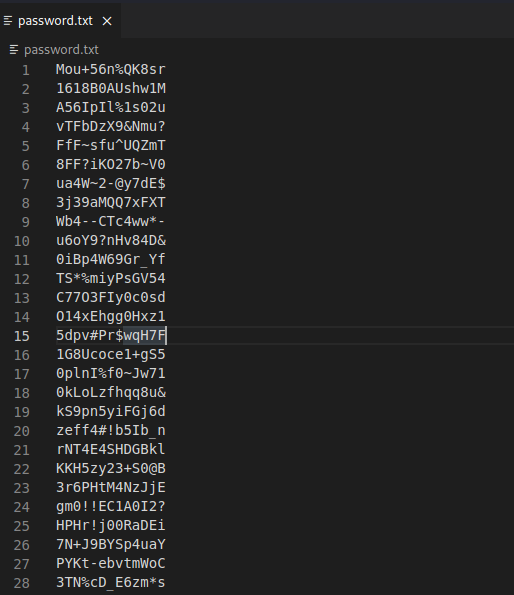 password.txt
password.txt
1 Mou+56n%QK8sr
2 1618B0AUshw1M
3 A56IpIl%1s02u
4 vTFbDzX9&Nmu?
5 FfF~sfu^UQZmT
6 8FF?iKO27b~V0
7 ua4W~2-@y7dE$
8 3j39aMQQ7xFXT
9 Wb4--CTc4ww*-
10 u6oY9?nHv84D&
11 0iBp4W69Gr_Yf
12 TS*%miyPsGV54
13 C77O3FIy0c0sd
14 O14xEhgg0Hxz1
15 5dpv#Pr$wqH7F
16 1G8Ucoce1+gS5
17 0plnI%f0~Jw71
18 0kLoLzfhqq8u&
19 kS9pn5yiFGj6d
20 zeff4#!b5Ib_n
21 rNT4E4SHDGBkl
22 KKH5zy23+S0@B
23 3r6PHtM4NzJjE
24 gm0!!EC1A0I2?
25 HPHr!j00RaDEi
26 7N+J9BYSp4uaY
27 PYKt-ebvtmWoC
28 3TN%cD_E6zm*s